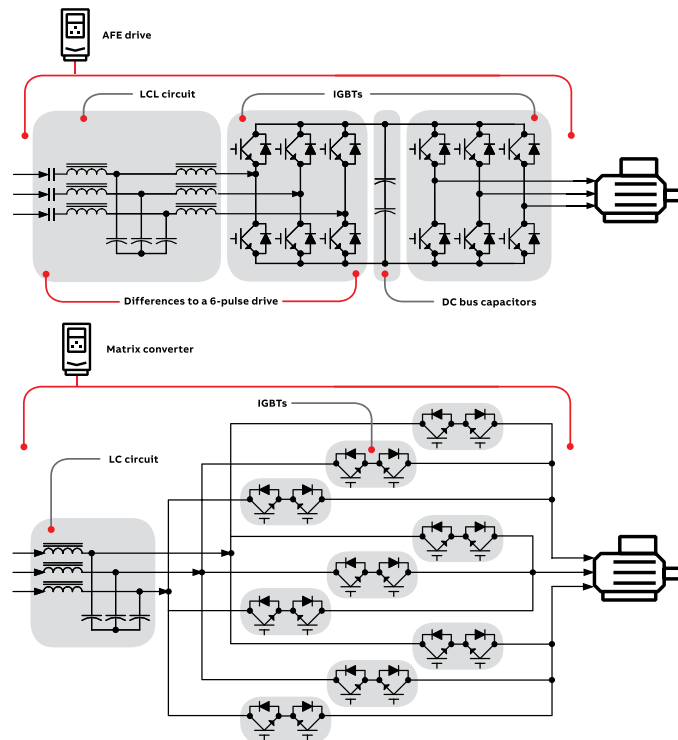 AFE drive
LCL circuit
IGBTs
Differences to a 6-pulse drive
DC bus capacitors
Matrix converter
IGBTs
LC circuit